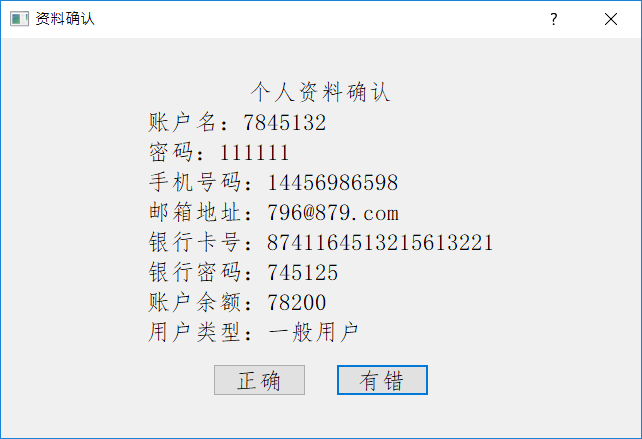 资料确认
?
个人资料确认
账户名：7845132
密码：111111
手机号码：14456986598
邮箱地址：796@879.com
银行卡号：8741164513215613221
银行密码：745125
账户余额：78200
用户类型：一般用户
正确 有错